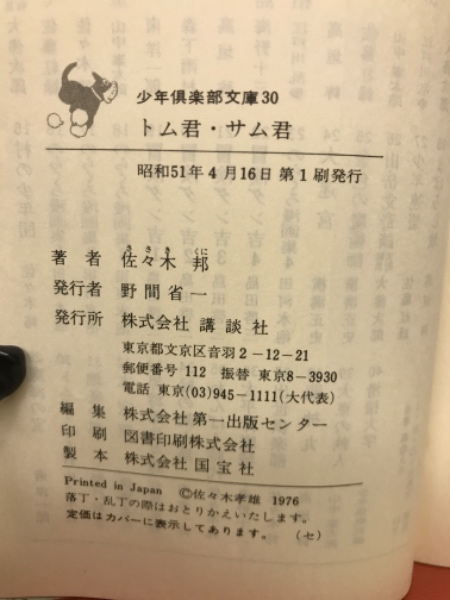 少年倶楽部文庫30
トム君・サム君
昭和51年4月16日 第1刷発行
著者 佐々木邦
ささき くに
発行者 野間省一
発行所 株式会社講談社
東京都文京区音羽2-12-21
郵便番号 112 振替 東京8-3930
電話 東京(03)945-1111(大代表)
編集 株式会社第一出版センター
印刷 図書印刷株式会社
製本 株式会社国宝社
Printed in Japan ©佐々木孝雄 1976
落丁・乱丁の際はおとりかえいたします。
定価はカバーに表示してあります。 (セ)